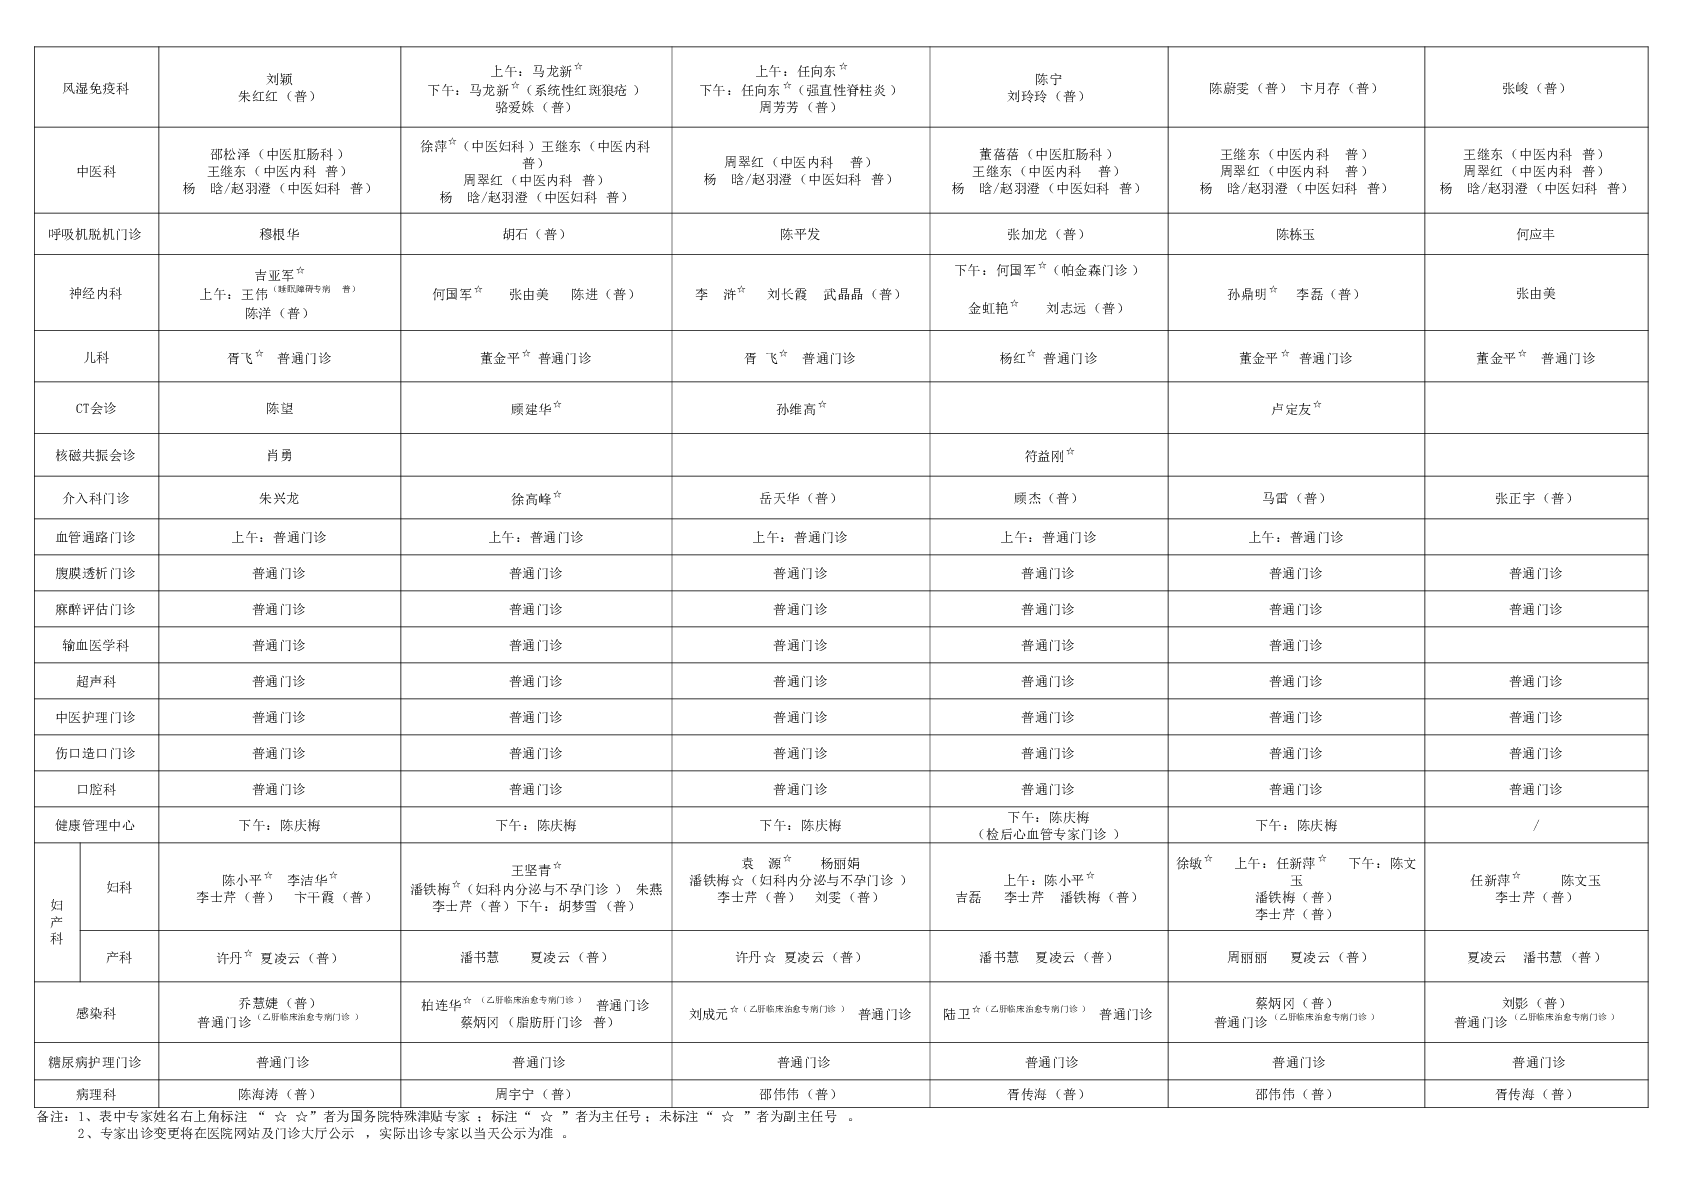 风湿免疫科
刘颖
朱红红（普）
上午：马龙新☆
下午：马龙新☆（系统性红斑狼疮）
骆爱姝（普）
上午：任向东☆
下午：任向东☆（强直性脊柱炎）
周芳芳（普）
陈宁
刘玲玲（普）
陈蔚雯（普） 卞月存（普）
张峻（普）
中医科
邵松泽（中医肛肠科）
王继东（中医内科 普）
杨 晗/赵羽澄（中医妇科 普）
徐萍☆（中医妇科）王继东（中医内科
普）
周翠红（中医内科 普）
杨 晗/赵羽澄（中医妇科 普）
周翠红（中医内科 普）
杨 晗/赵羽澄（中医妇科 普）
董蓓蓓（中医肛肠科）
王继东（中医内科 普）
杨 晗/赵羽澄（中医妇科 普）
王继东（中医内科 普）
周翠红（中医内科 普）
杨 晗/赵羽澄（中医妇科 普）
王继东（中医内科 普）
周翠红（中医内科 普）
杨 晗/赵羽澄（中医妇科 普）
呼吸机脱机门诊
穆根华
胡石（普）
陈平发
张加龙（普）
陈栋玉
何应丰
神经内科
吉亚军☆
上午：王伟（睡眠障碍专病 普）
陈洋（普）
何国军☆ 张由美 陈进（普）
李 浒☆ 刘长霞 武晶晶（普）
下午：何国军☆（帕金森门诊）
金虹艳☆ 刘志远（普）
孙鼎明☆ 李磊（普）
张由美
儿科
胥飞☆ 普通门诊
董金平☆ 普通门诊
胥 飞☆ 普通门诊
杨红☆ 普通门诊
董金平☆ 普通门诊
董金平☆ 普通门诊
CT会诊
陈望
顾建华☆
孙维高☆
卢定友☆
核磁共振会诊
肖勇
符益刚☆
介入科门诊
朱兴龙
徐高峰☆
岳天华（普）
顾杰（普）
马雷（普）
张正宇（普）
血管通路门诊
上午：普通门诊
上午：普通门诊
上午：普通门诊
上午：普通门诊
上午：普通门诊
腹膜透析门诊
普通门诊
普通门诊
普通门诊
普通门诊
普通门诊
普通门诊
麻醉评估门诊
普通门诊
普通门诊
普通门诊
普通门诊
普通门诊
普通门诊
输血医学科
普通门诊
普通门诊
普通门诊
普通门诊
普通门诊
超声科
普通门诊
普通门诊
普通门诊
普通门诊
普通门诊
普通门诊
中医护理门诊
普通门诊
普通门诊
普通门诊
普通门诊
普通门诊
普通门诊
伤口造口门诊
普通门诊
普通门诊
普通门诊
普通门诊
普通门诊
普通门诊
口腔科
普通门诊
普通门诊
普通门诊
普通门诊
普通门诊
普通门诊
健康管理中心
下午：陈庆梅
下午：陈庆梅
下午：陈庆梅
下午：陈庆梅
（检后心血管专家门诊）
下午：陈庆梅
/
妇
产
科
妇科
陈小平☆ 李洁华☆
李士芹（普） 卞干霞（普）
王坚青☆
潘铁梅☆（妇科内分泌与不孕门诊） 朱燕
李士芹（普）下午：胡梦雪（普）
袁 源☆ 杨丽娟
潘铁梅☆（妇科内分泌与不孕门诊）
李士芹（普） 刘雯（普）
上午：陈小平☆
吉磊 李士芹 潘铁梅（普）
徐敏☆ 上午：任新萍☆ 下午：陈文
玉
潘铁梅（普）
李士芹（普）
任新萍☆ 陈文玉
李士芹（普）
产科
许丹☆ 夏凌云（普）
潘书慧 夏凌云（普）
许丹☆ 夏凌云（普）
潘书慧 夏凌云（普）
周丽丽 夏凌云（普）
夏凌云 潘书慧（普）
感染科
乔慧婕（普）
普通门诊（乙肝临床治愈专病门诊）
柏连华☆（乙肝临床治愈专病门诊） 普通门诊
蔡炳冈（脂肪肝门诊 普）
刘成元☆（乙肝临床治愈专病门诊） 普通门诊
陆卫☆（乙肝临床治愈专病门诊） 普通门诊
蔡炳冈（普）
普通门诊（乙肝临床治愈专病门诊）
刘影（普）
普通门诊（乙肝临床治愈专病门诊）
糖尿病护理门诊
普通门诊
普通门诊
普通门诊
普通门诊
普通门诊
普通门诊
病理科
陈海涛（普）
周宇宁（普）
邵伟伟（普）
胥传海（普）
邵伟伟（普）
胥传海（普）
备注：1、表中专家姓名右上角标注“☆ ☆”者为国务院特殊津贴专家；标注“☆”者为主任号；未标注“☆”者为副主任号。
2、专家出诊变更将在医院网站及门诊大厅公示，实际出诊专家以当天公示为准。